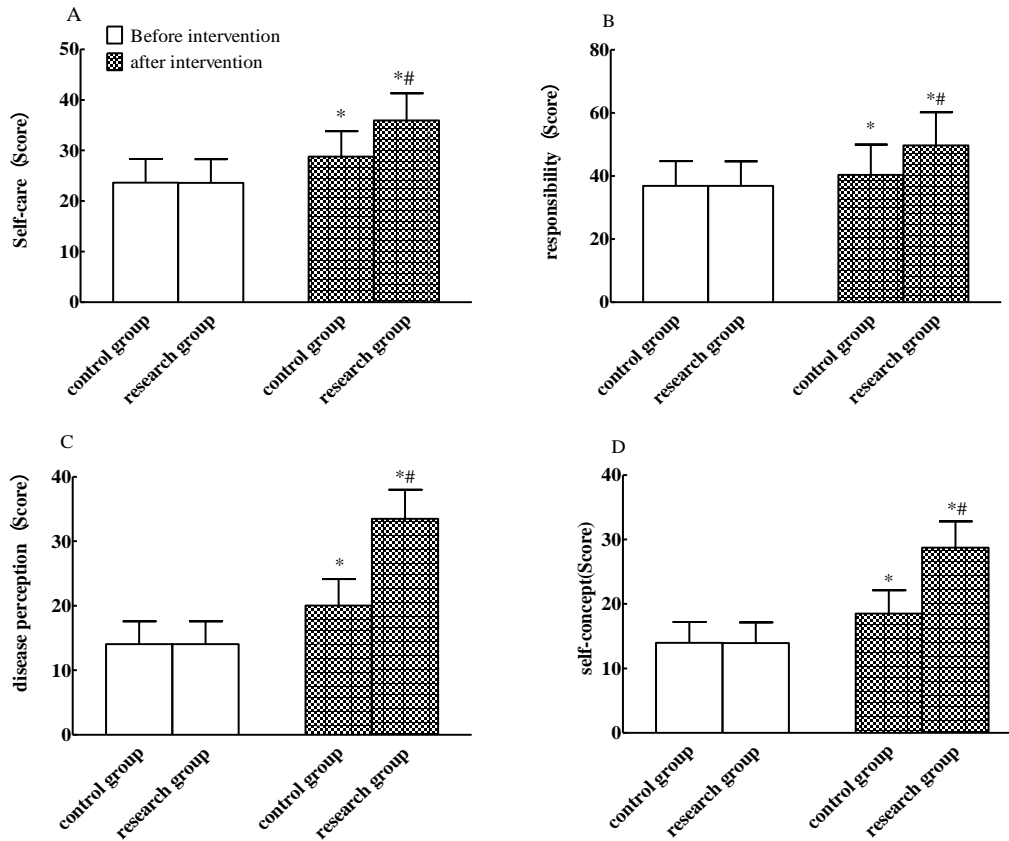 A
Before intervention
after intervention
Self-care (Score)
50
40
30
20
10
0
*
*#
control group
research group
control group
research group
B
responsibility (Score)
80
60
40
20
0
*
*#
control group
research group
control group
research group
C
disease perception (Score)
40
30
20
10
0
*
*#
control group
research group
control group
research group
D
self-concept(Score)
40
30
20
10
0
*
*#
control group
research group
control group
research group